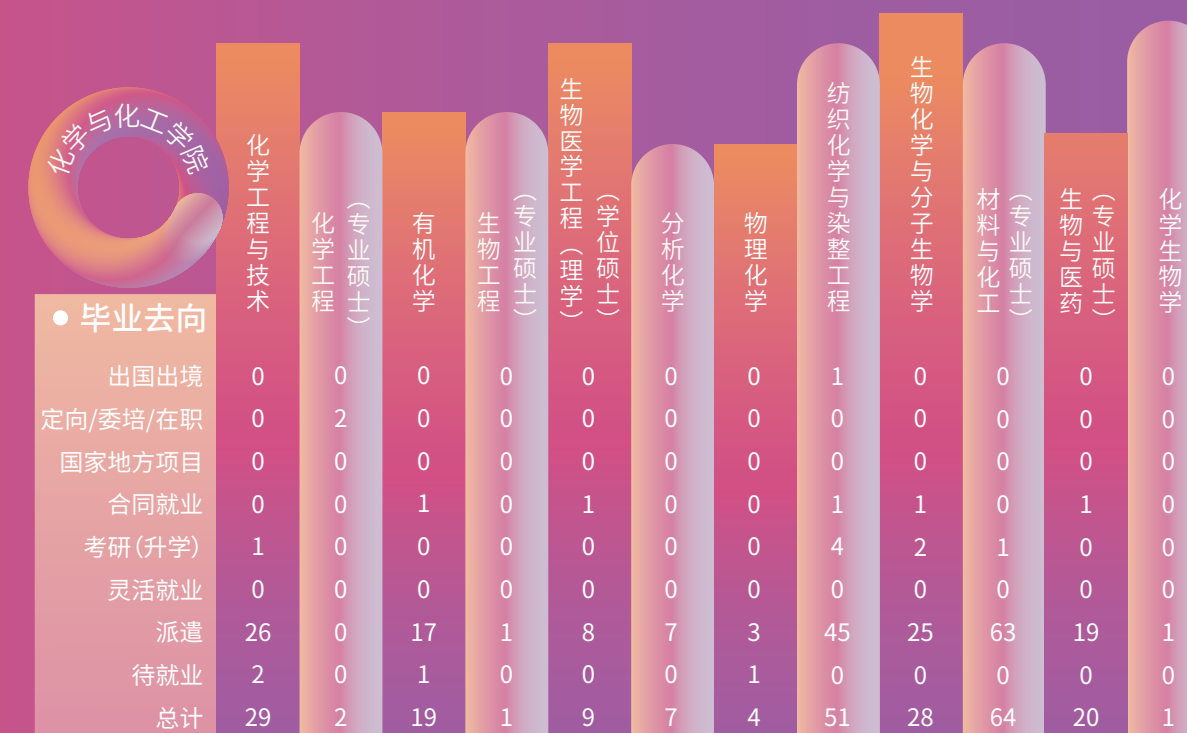 化学与化工学院
化学工程与技术
化学工程
（专业硕士）
有机化学
生物工程
（专业硕士）
生物医学工程（理学）
（学位硕士）
分析化学
物理化学
纺织化学与染整工程
生物化学与分子生物学
材料与化工
（专业硕士）
生物与医药
（专业硕士）
化学生物学
● 毕业去向
出国出境 0 0 0 0 0 0 0 1 0 0 0 0
定向/委培/在职 0 2 0 0 0 0 0 0 0 0 0 0
国家地方项目 0 0 0 0 0 0 0 0 0 0 0 0
合同就业 0 0 1 0 1 0 0 1 1 0 1 0
考研（升学） 1 0 0 0 0 0 0 4 2 1 0 0
灵活就业 0 0 0 0 0 0 0 0 0 0 0 0
派遣 26 0 17 1 8 7 3 45 25 63 19 1
待就业 2 0 1 0 0 0 1 0 0 0 0 0
总计 29 2 19 1 9 7 4 51 28 64 20 1